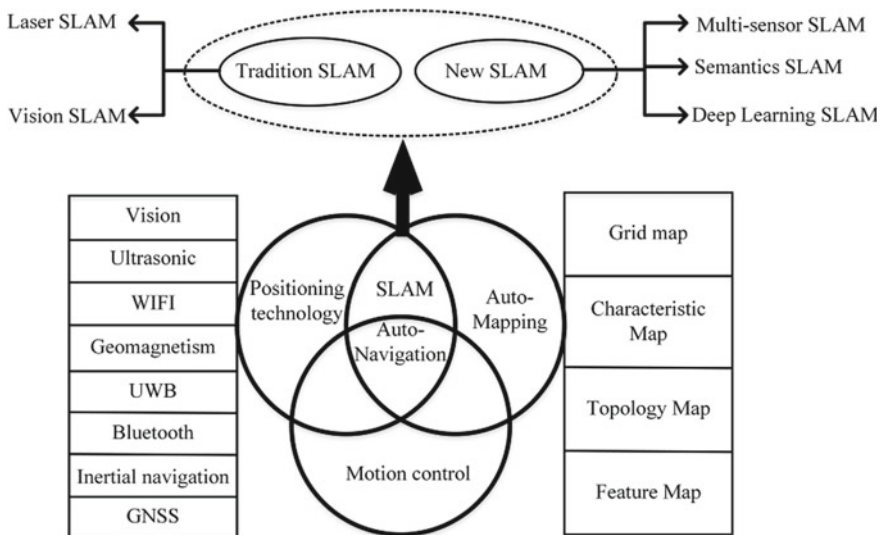 Laser SLAM
Vision SLAM
Tradition SLAM
New SLAM
Multi-sensor SLAM
Semantics SLAM
Deep Learning SLAM
Vision
Ultrasonic
WIFI
Geomagnetism
UWB
Bluetooth
Inertial navigation
GNSS
Positioning
technology
SLAM
Auto-
Mapping
Auto-
Navigation
Motion control
Grid map
Characteristic
Map
Topology Map
Feature Map